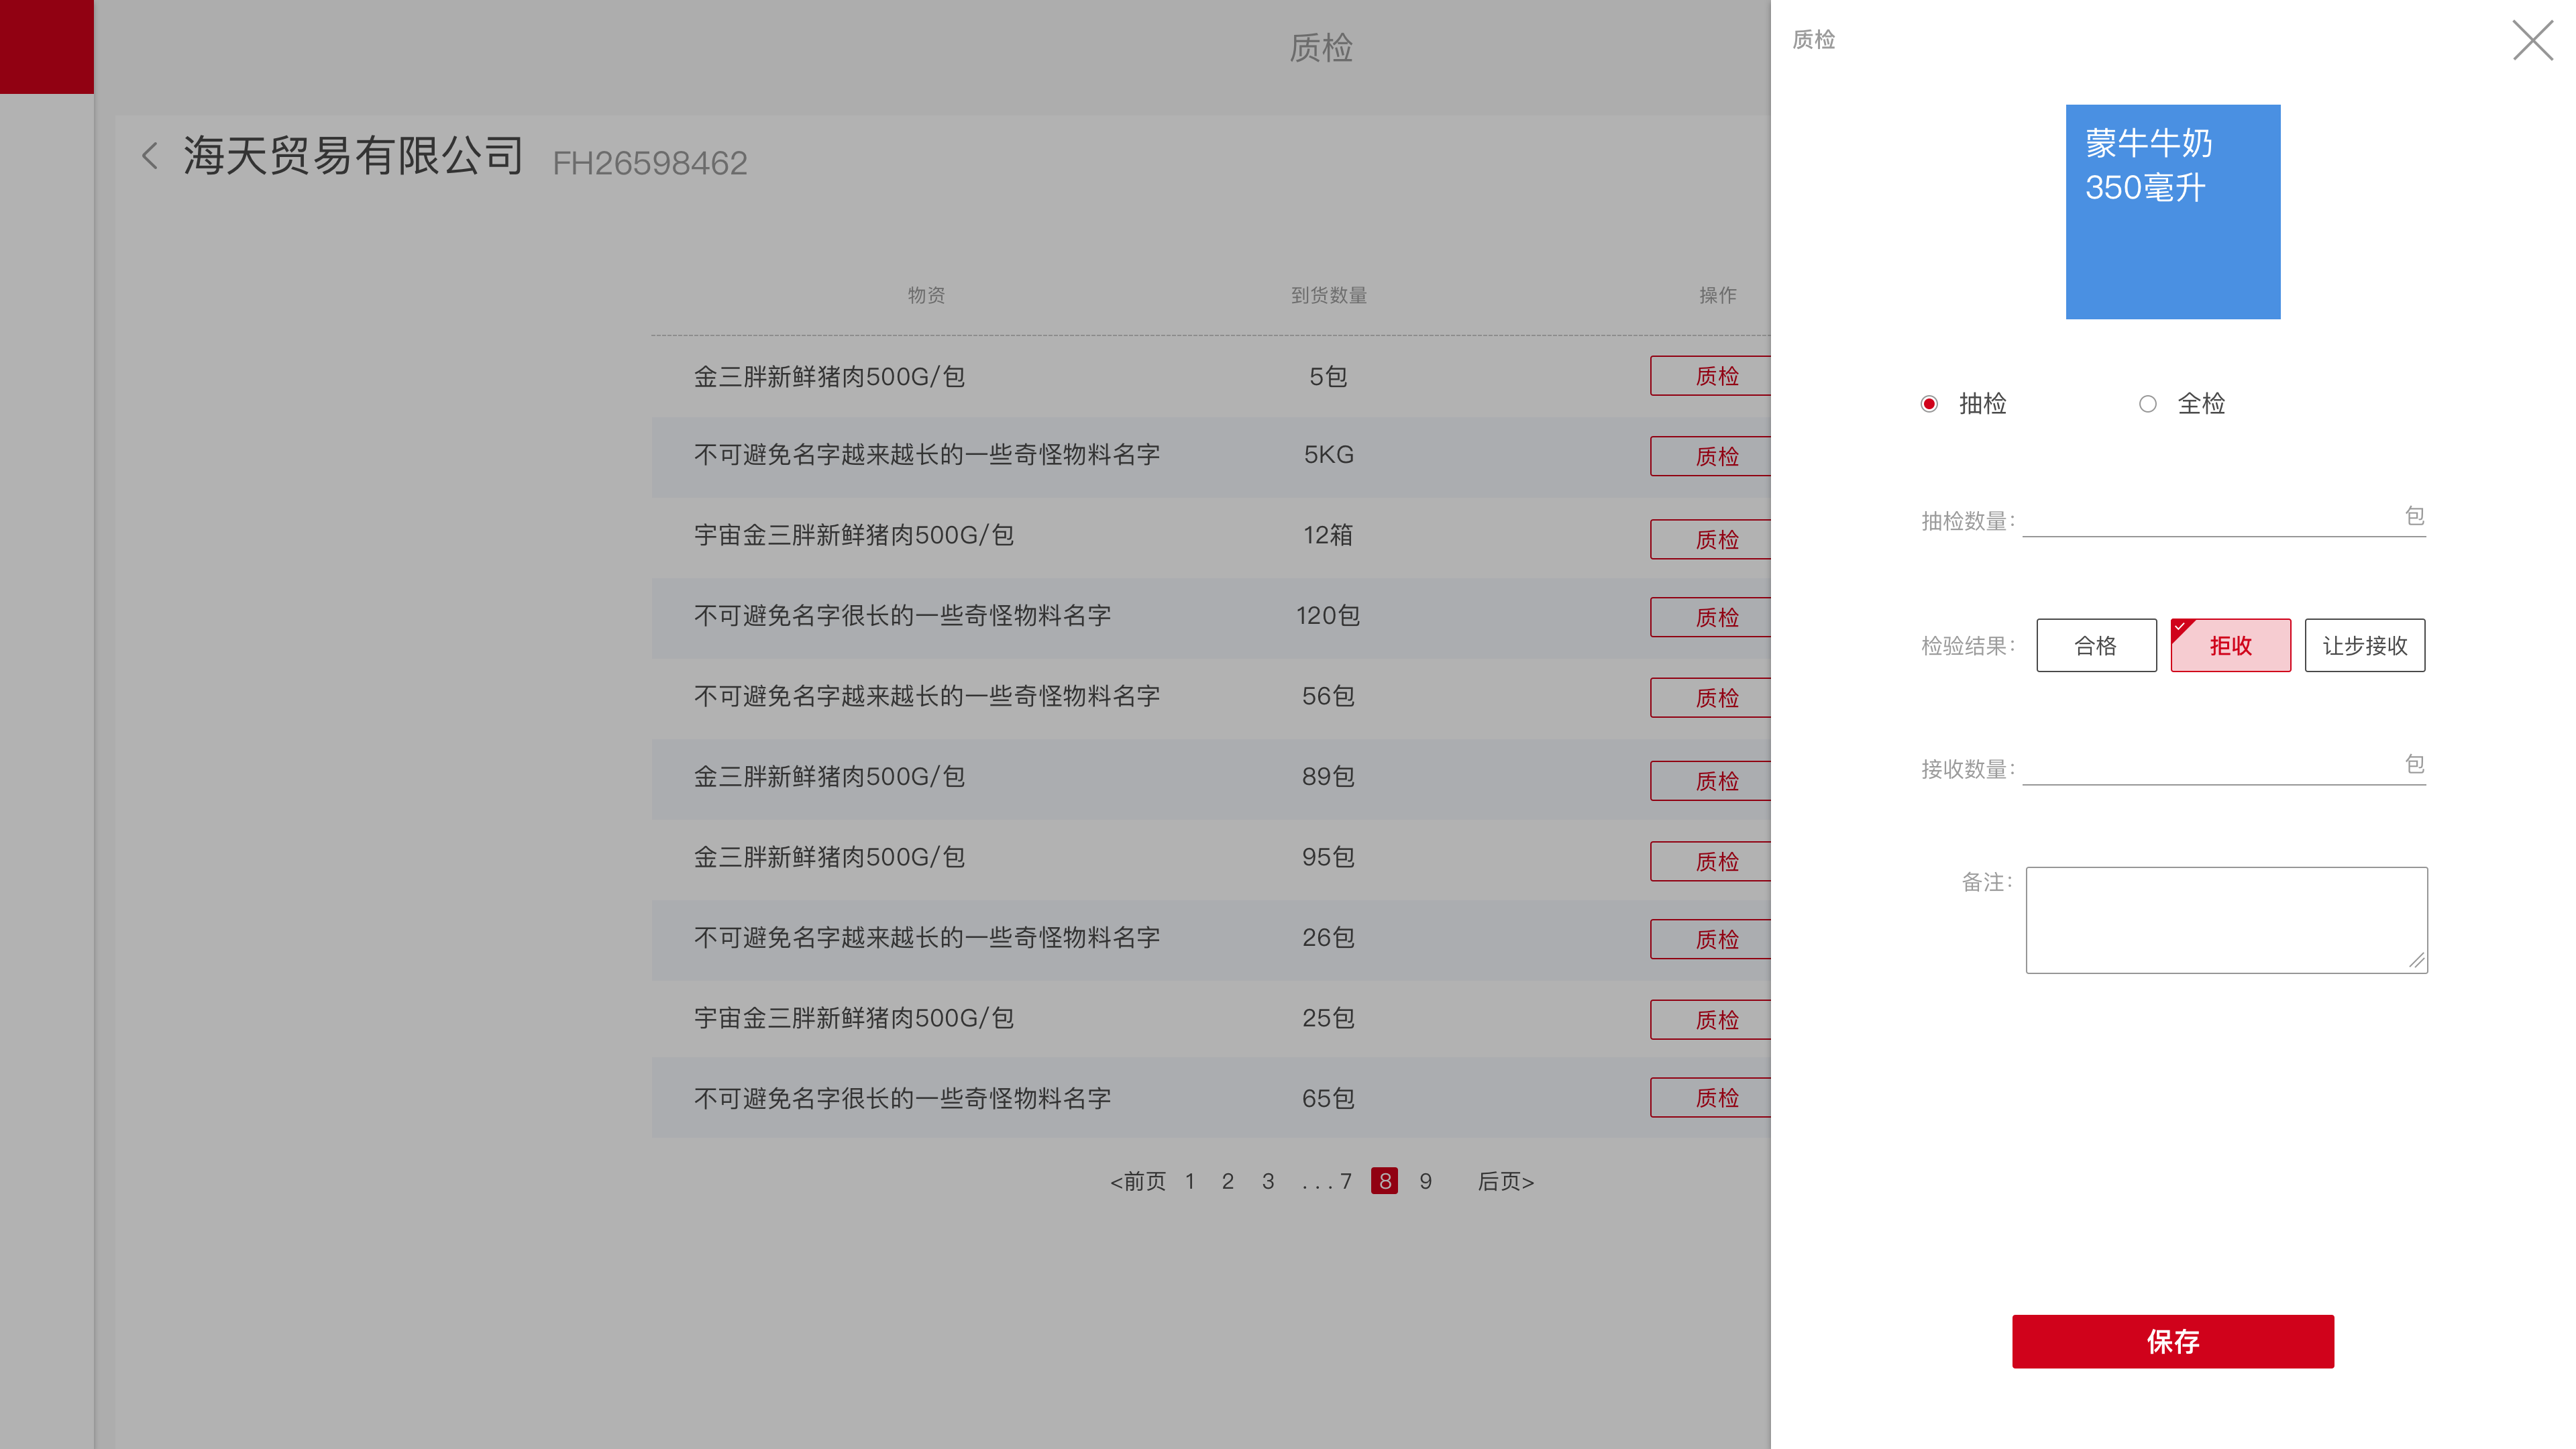 质检
海天贸易有限公司 FH26598462
物资 到货数量 操作
金三胖新鲜猪肉500G/包 5包 质检
不可避免名字越来越长的一些奇怪物料名字 5KG 质检
宇宙金三胖新鲜猪肉500G/包 12箱 质检
不可避免名字很长的一些奇怪物料名字 120包 质检
不可避免名字越来越长的一些奇怪物料名字 56包 质检
金三胖新鲜猪肉500G/包 89包 质检
金三胖新鲜猪肉500G/包 95包 质检
不可避免名字越来越长的一些奇怪物料名字 26包 质检
宇宙金三胖新鲜猪肉500G/包 25包 质检
不可避免名字很长的一些奇怪物料名字 65包 质检
<前页 1 2 3 ...7 8 9 后页>
质检
蒙牛牛奶
350毫升
抽检 全检
抽检数量： 包
检验结果： 合格 拒收 让步接收
接收数量： 包
备注：
保存